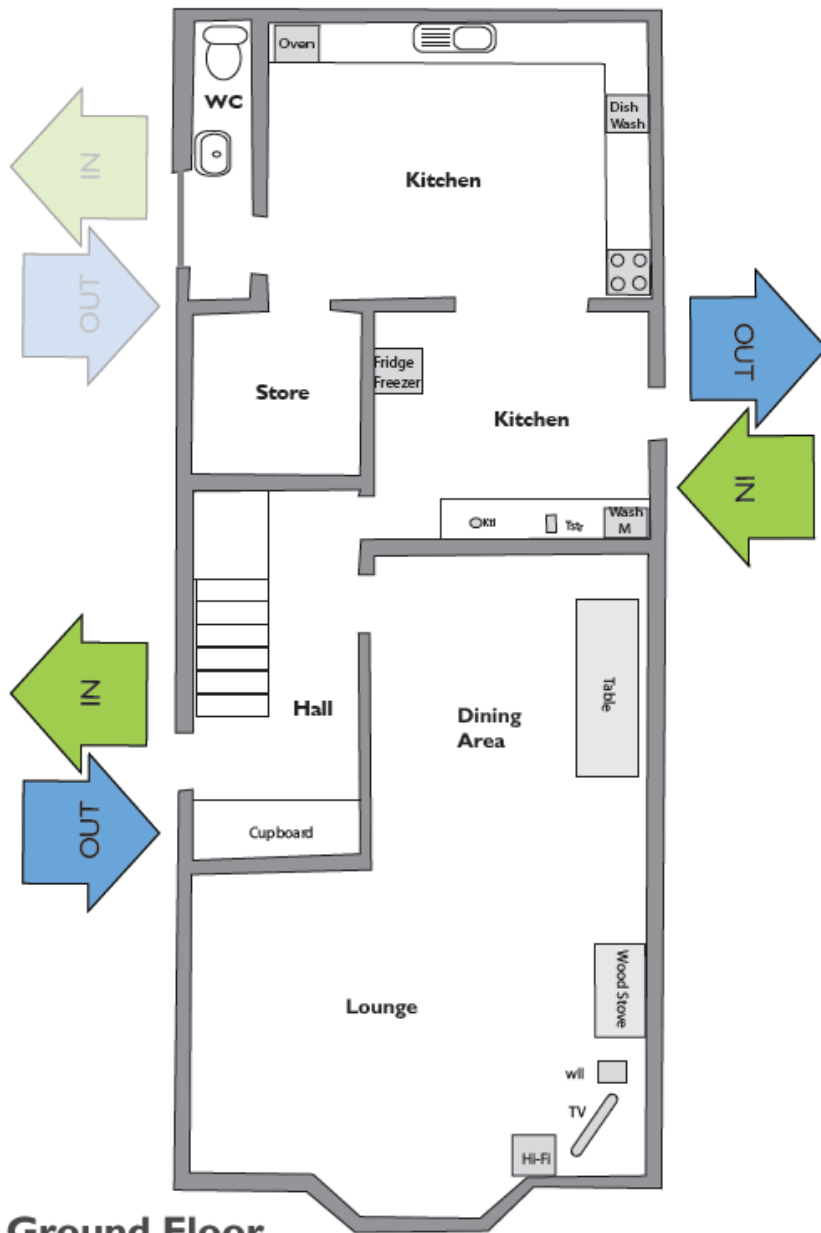 Oven
WC
Dish
Wash
IN
Kitchen
OUT
OUT
Fridge
Freezer
Store
Kitchen
IN
Ktl
Tstr
Wash
M
IN
Table
Hall
Dining
Area
OUT
Cupboard
Wood Stove
Lounge
wII
TV
Hi-Fi
Ground Floor